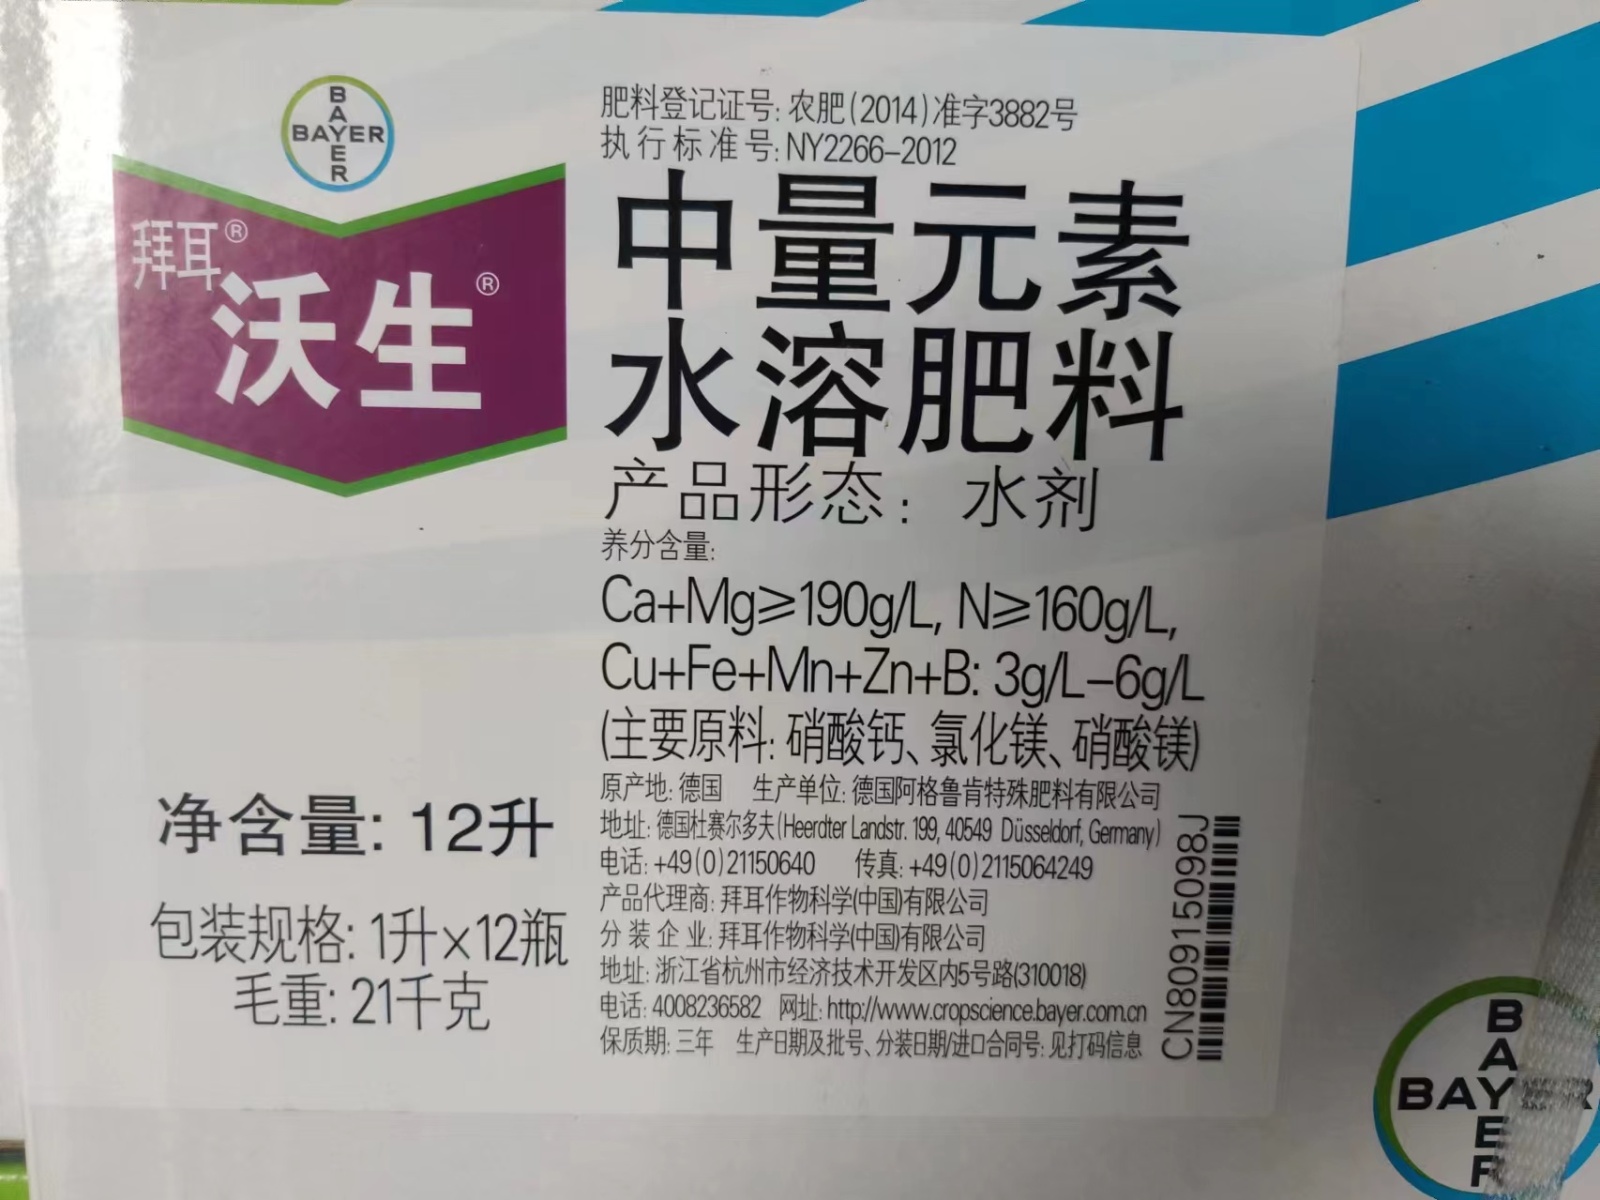 BAYER
BAYER
拜耳®
沃生®
肥料登记证号: 农肥(2014)准字3882号
执行标准号: NY2266-2012
中量元素
水溶肥料
产品形态: 水剂
养分含量:
Ca+Mg≥190g/L, N≥160g/L,
Cu+Fe+Mn+Zn+B: 3g/L-6g/L
(主要原料: 硝酸钙、氯化镁、硝酸镁)
原产地: 德国 生产单位: 德国阿格鲁肯特殊肥料有限公司
地址: 德国杜赛尔多夫(Heerdter Landstr. 199, 40549 Düsseldorf, Germany)
电话: +49(0)21150640 传真: +49(0)2115064249
产品代理商: 拜耳作物科学(中国)有限公司
分装企业: 拜耳作物科学(中国)有限公司
地址: 浙江省杭州市经济技术开发区内5号路(310018)
电话: 4008236582 网址: http://www.cropscience.bayer.com.cn
保质期: 三年 生产日期及批号、分装日期/进口合同号: 见打码信息
净含量: 12升
包装规格: 1升×12瓶
毛重: 21千克
CN80915098J
BAYER
BAYER